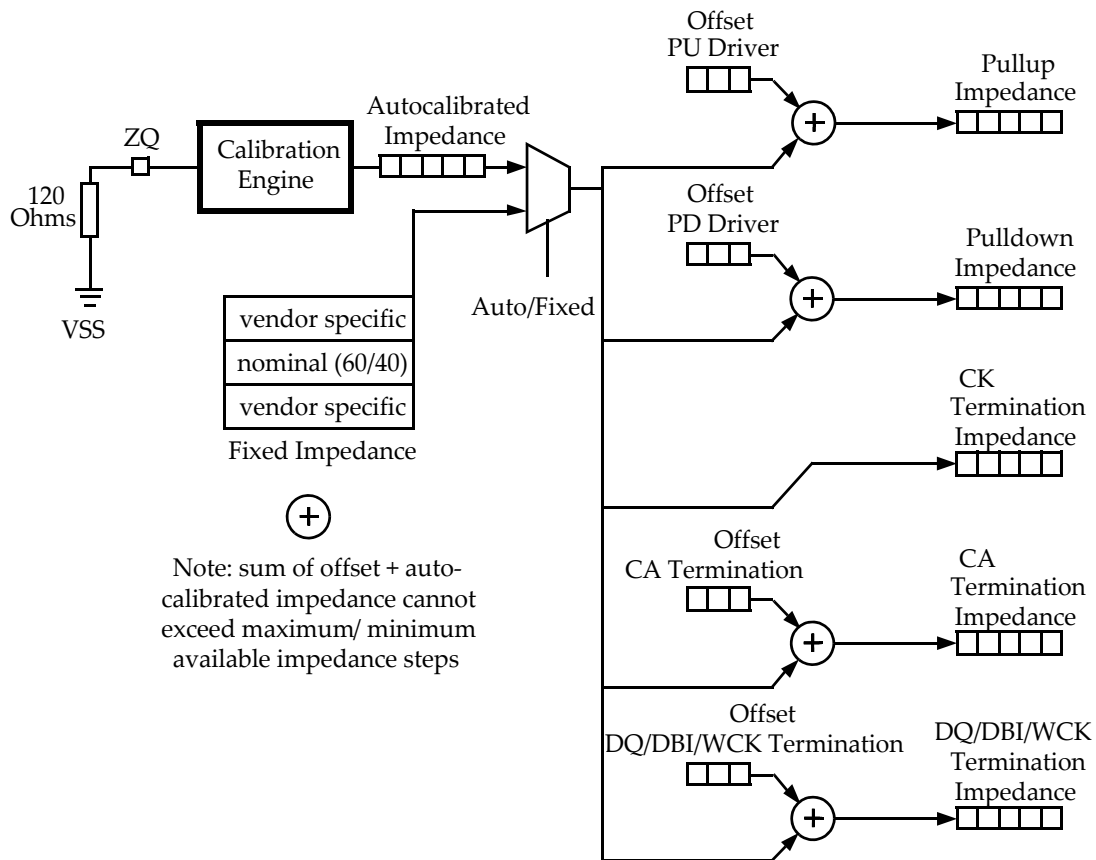 Offset
PU Driver
Pullup
Impedance
Autocalibrated
Impedance
ZQ
Calibration
Engine
120
Ohms
VSS
Offset
PD Driver
Pulldown
Impedance
Auto/Fixed
vendor specific
nominal (60/40)
vendor specific
Fixed Impedance
CK
Termination
Impedance
+
Note: sum of offset + auto-
calibrated impedance cannot
exceed maximum/ minimum
available impedance steps
Offset
CA Termination
CA
Termination
Impedance
Offset
DQ/DBI/WCK Termination
DQ/DBI/WCK
Termination
Impedance
+
+
+
+